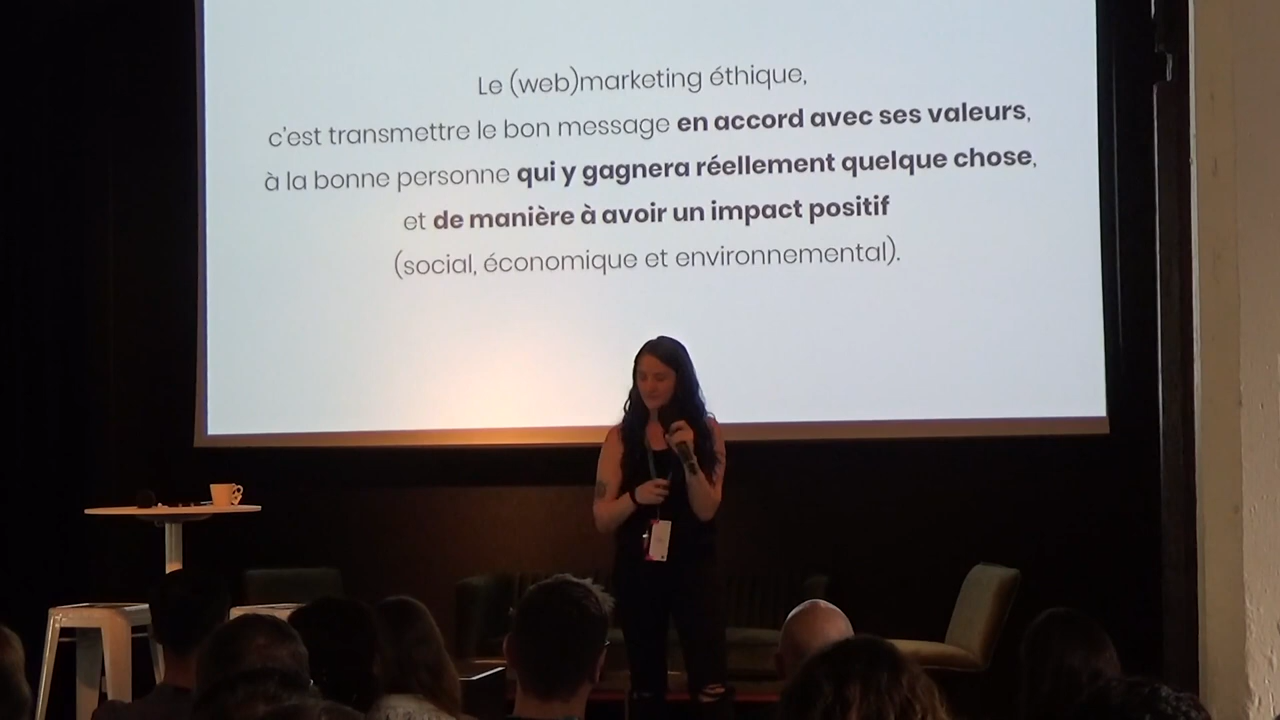 Le (web)marketing éthique,
c'est transmettre le bon message en accord avec ses valeurs,
à la bonne personne qui y gagnera réellement quelque chose,
et de manière à avoir un impact positif
(social, économique et environnemental).